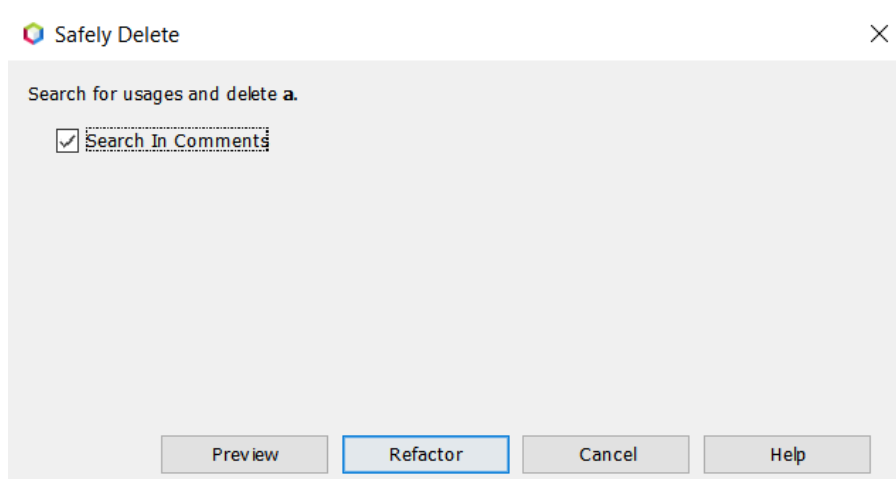 Safely Delete
Search for usages and delete a.
Search In Comments
Preview Refactor Cancel Help